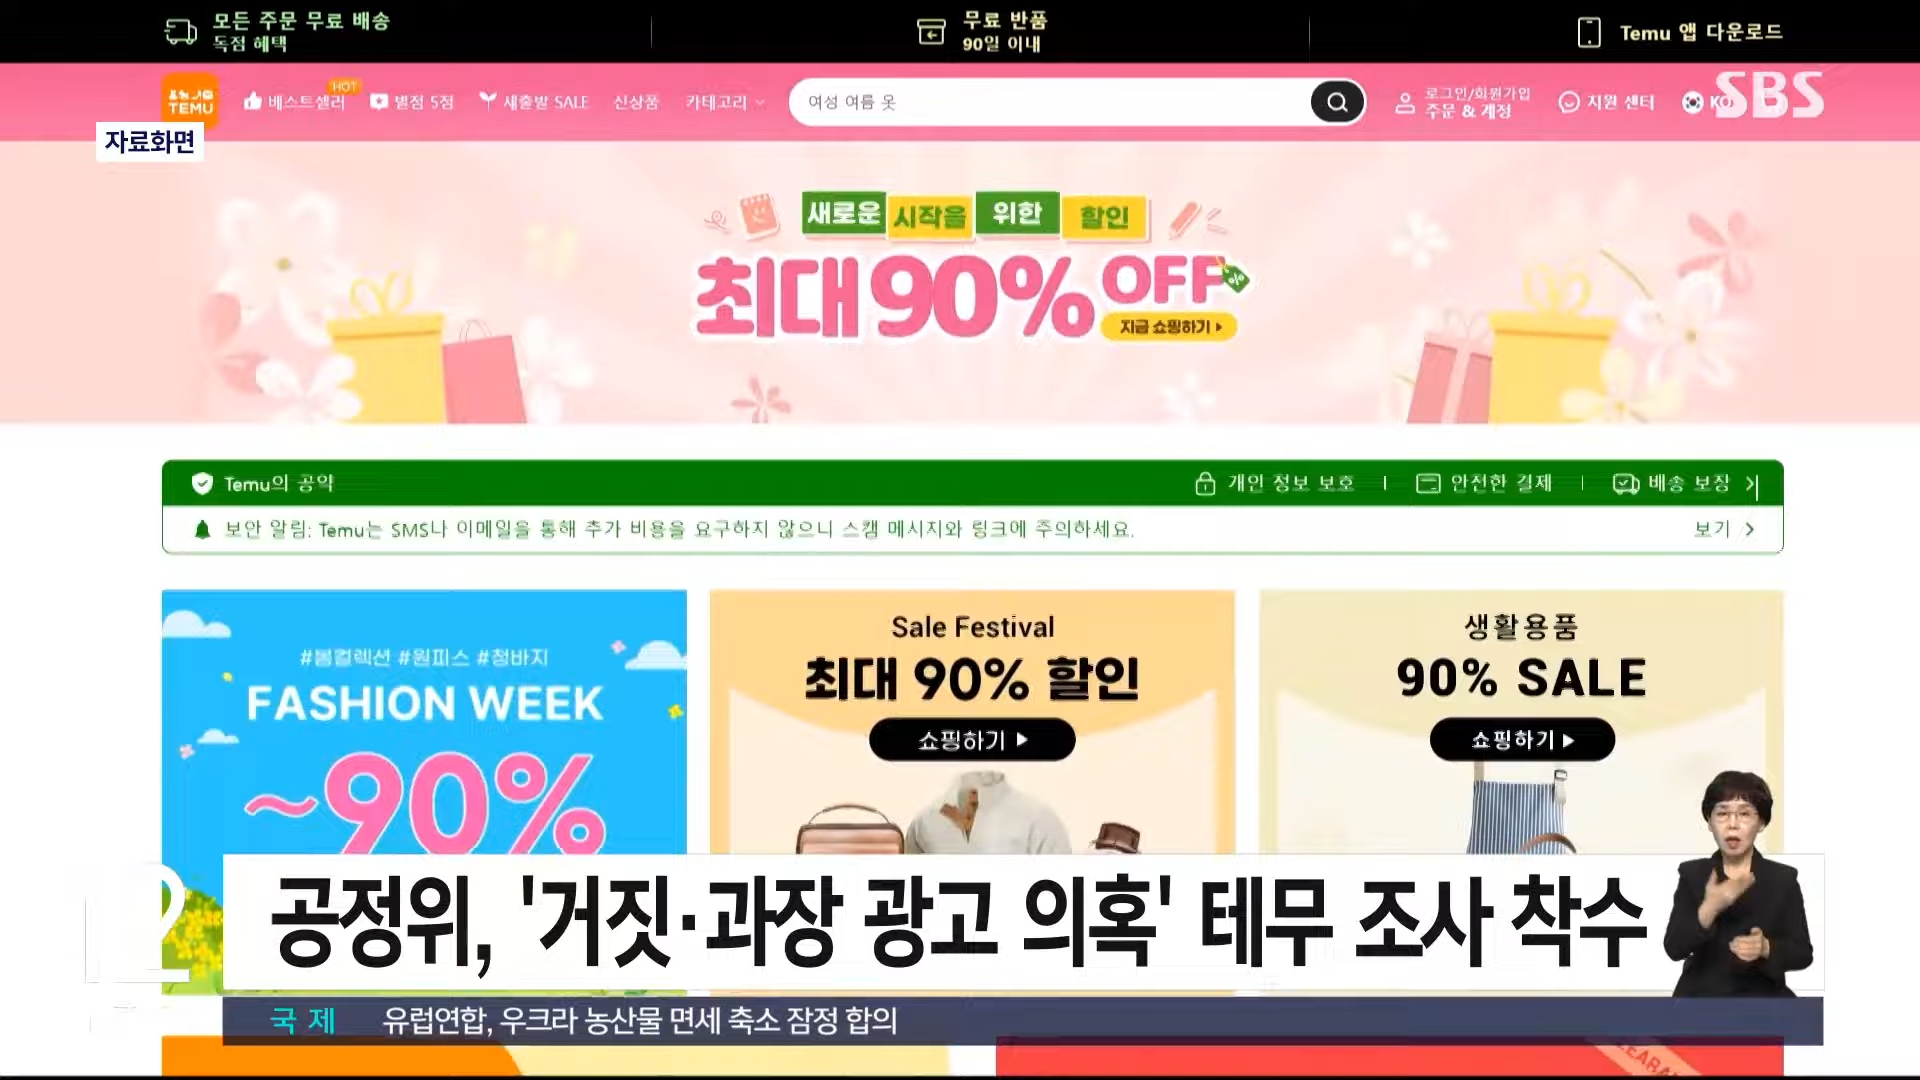 모든 주문 무료 배송
독점 혜택
무료 반품
90일 이내
Temu 앱 다운로드
TEMU
베스트셀러
HOT
별점 5점
새출발 SALE
신상품
카테고리
여성 여름 옷
로그인/회원가입
주문 & 계정
지원 센터
SBS
자료화면
새로운 시작을 위한 할인
최대 90% OFF
%
지금 쇼핑하기
Temu의 공약
개인 정보 보호
안전한 결제
배송 보장
보안 알림: Temu는 SMS나 이메일을 통해 추가 비용을 요구하지 않으니 스캠 메시지와 링크에 주의하세요.
보기
#봄컬렉션 #원피스 #청바지
FASHION WEEK
~90%
Sale Festival
최대 90% 할인
쇼핑하기
생활용품
90% SALE
쇼핑하기
12
공정위, '거짓·과장 광고 의혹' 테무 조사 착수
국 제 유럽연합, 우크라 농산물 면세 축소 잠정 합의